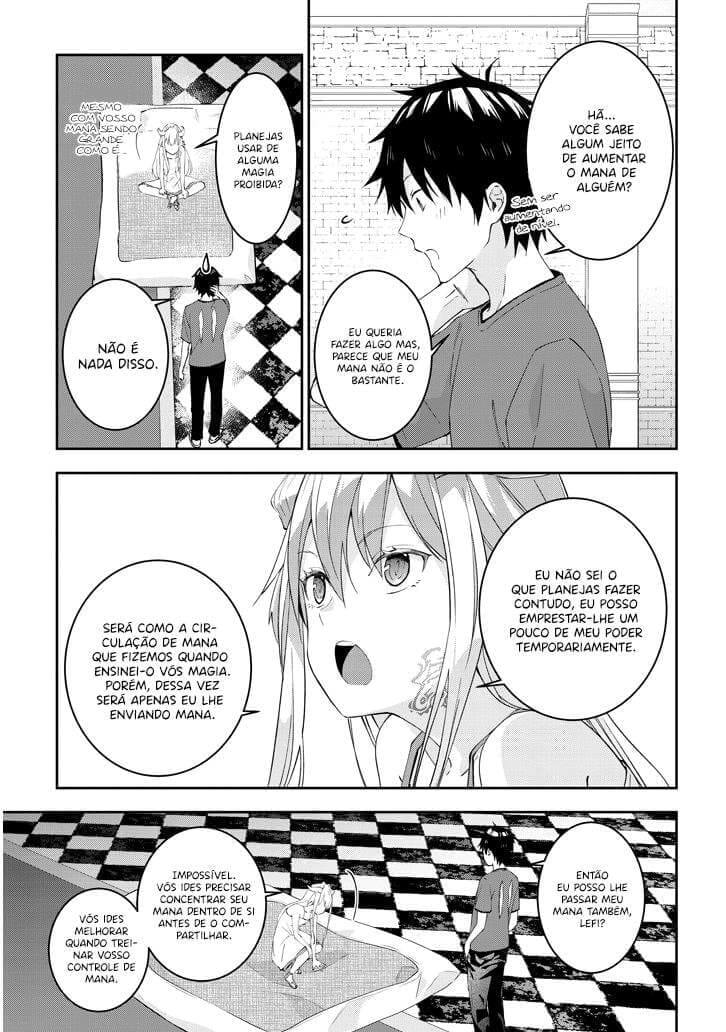 HÃ...
VOCÊ SABE
ALGUM JEITO
DE AUMENTAR
O MANA DE
ALGUÉM?
Sem ser
aumentando
de nível.
EU QUERIA
FAZER ALGO MAS,
PARECE QUE MEU
MANA NÃO É O
BASTANTE.
PLANEJAS
USAR DE
ALGUMA
MAGIA
PROIBIDA?
MESMO
COM VOSSO
MANA SENDO
GRANDE
COMO É...
NÃO É
NADA DISSO.
EU NÃO SEI O
QUE PLANEJAS FAZER
CONTUDO, EU POSSO
EMPRESTAR-LHE UM
POUCO DE MEU PODER
TEMPORARIAMENTE.
SERÁ COMO A CIR-
CULAÇÃO DE MANA
QUE FIZEMOS QUANDO
ENSINEI-O VÓS MAGIA.
PORÉM, DESSA VEZ
SERÁ APENAS EU LHE
ENVIANDO MANA.
ENTÃO
EU POSSO LHE
PASSAR MEU
MANA TAMBÉM,
LEFI?
IMPOSSÍVEL.
VÓS IDES PRECISAR
CONCENTRAR SEU
MANA DENTRO DE SI
ANTES DE O COM-
PARTILHAR.
VÓS IDES
MELHORAR
QUANDO TREI-
NAR VOSSO
CONTROLE DE
MANA.